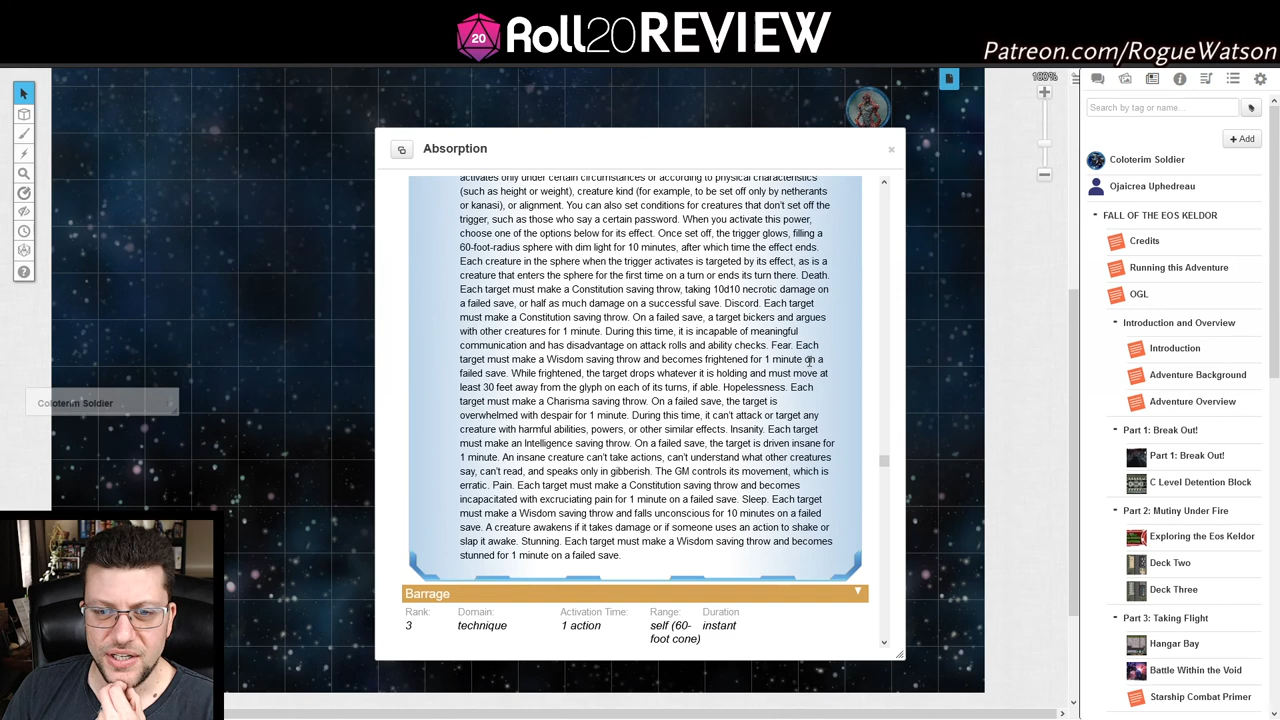 20 Roll20 REVIEW
Patreon.com/RogueWatson
100%
Search by tag or name...
+ Add
Absorption
Coloterim Soldier
Ojaicrea Uphedreau
FALL OF THE EOS KELDOR
Credits
Running this Adventure
OGL
Introduction and Overview
Introduction
Adventure Background
Adventure Overview
Part 1: Break Out!
Part 1: Break Out!
C Level Detention Block
Part 2: Mutiny Under Fire
Exploring the Eos Keldor
Deck Two
Deck Three
Part 3: Taking Flight
Hangar Bay
Battle Within the Void
Starship Combat Primer
activates only under certain circumstances or according to physical characteristics
(such as height or weight), creature kind (for example, to be set off only by netherants
or kanasi), or alignment. You can also set conditions for creatures that don't set off the
trigger, such as those who say a certain password. When you activate this power,
choose one of the options below for its effect. Once set off, the trigger glows, filling a
60-foot-radius sphere with dim light for 10 minutes, after which time the effect ends.
Each creature in the sphere when the trigger activates is targeted by its effect, as is a
creature that enters the sphere for the first time on a turn or ends its turn there. Death.
Each target must make a Constitution saving throw, taking 10d10 necrotic damage on
a failed save, or half as much damage on a successful save. Discord. Each target
must make a Constitution saving throw. On a failed save, a target bickers and argues
with other creatures for 1 minute. During this time, it is incapable of meaningful
communication and has disadvantage on attack rolls and ability checks. Fear. Each
target must make a Wisdom saving throw and becomes frightened for 1 minute on a
failed save. While frightened, the target drops whatever it is holding and must move at
least 30 feet away from the glyph on each of its turns, if able. Hopelessness. Each
target must make a Charisma saving throw. On a failed save, the target is
overwhelmed with despair for 1 minute. During this time, it can't attack or target any
creature with harmful abilities, powers, or other similar effects. Insanity. Each target
must make an Intelligence saving throw. On a failed save, the target is driven insane for
1 minute. An insane creature can't take actions, can't understand what other creatures
say, can't read, and speaks only in gibberish. The GM controls its movement, which is
erratic. Pain. Each target must make a Constitution saving throw and becomes
incapacitated with excruciating pain for 1 minute on a failed save. Sleep. Each target
must make a Wisdom saving throw and falls unconscious for 10 minutes on a failed
save. A creature awakens if it takes damage or if someone uses an action to shake or
slap it awake. Stunning. Each target must make a Wisdom saving throw and becomes
stunned for 1 minute on a failed save.
Coloterim Soldier
Barrage
Rank: Domain: Activation Time: Range: Duration
3 technique 1 action self (60- instant
foot cone)